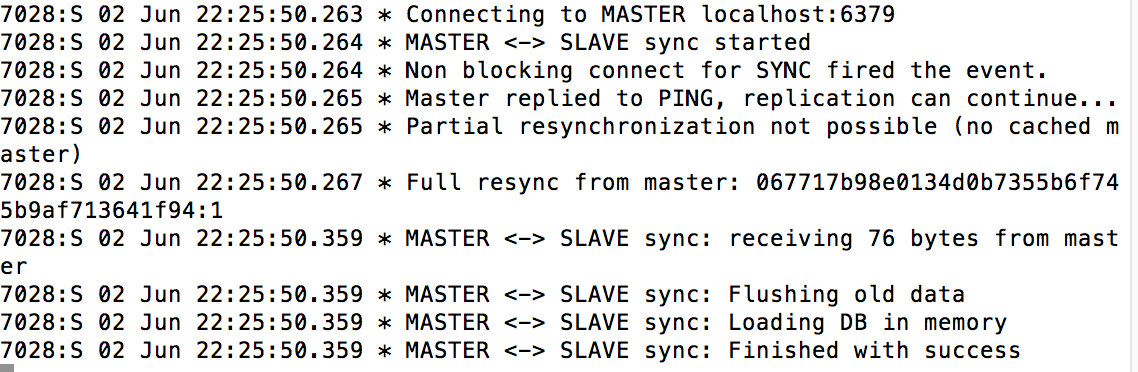 7028:S 02 Jun 22:25:50.263 * Connecting to MASTER localhost:6379
7028:S 02 Jun 22:25:50.264 * MASTER <-> SLAVE sync started
7028:S 02 Jun 22:25:50.264 * Non blocking connect for SYNC fired the event.
7028:S 02 Jun 22:25:50.265 * Master replied to PING, replication can continue...
7028:S 02 Jun 22:25:50.265 * Partial resynchronization not possible (no cached m
aster)
7028:S 02 Jun 22:25:50.267 * Full resync from master: 067717b98e0134d0b7355b6f74
5b9af713641f94:1
7028:S 02 Jun 22:25:50.359 * MASTER <-> SLAVE sync: receiving 76 bytes from mast
er
7028:S 02 Jun 22:25:50.359 * MASTER <-> SLAVE sync: Flushing old data
7028:S 02 Jun 22:25:50.359 * MASTER <-> SLAVE sync: Loading DB in memory
7028:S 02 Jun 22:25:50.359 * MASTER <-> SLAVE sync: Finished with success